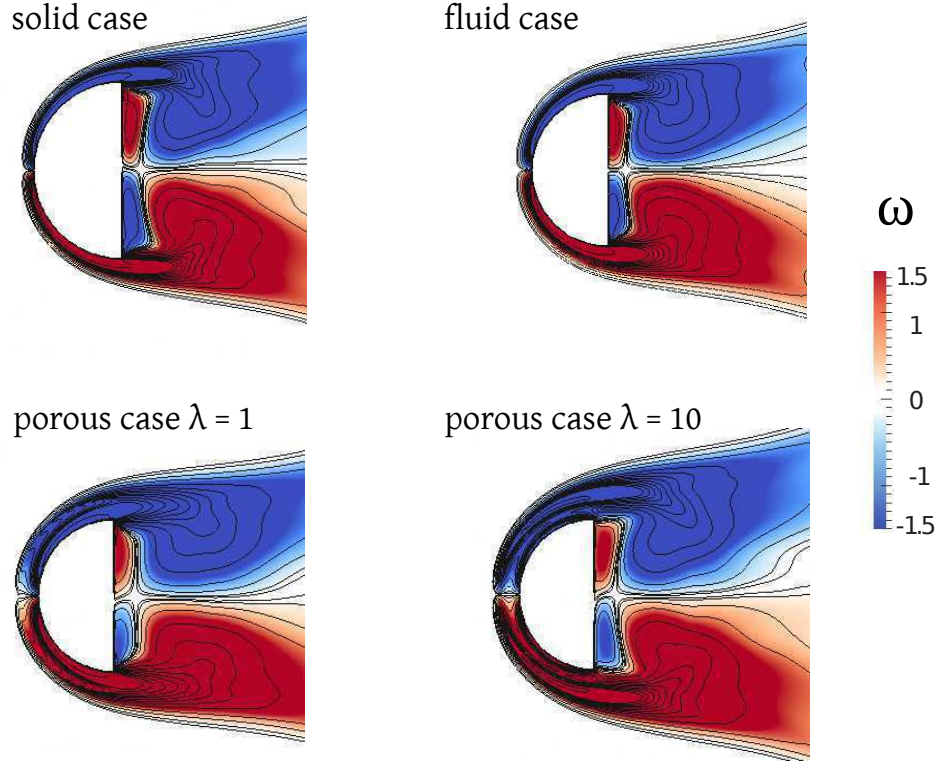 solid case
fluid case
ω
1.5
1
0
-1
-1.5
porous case λ = 1
porous case λ = 10